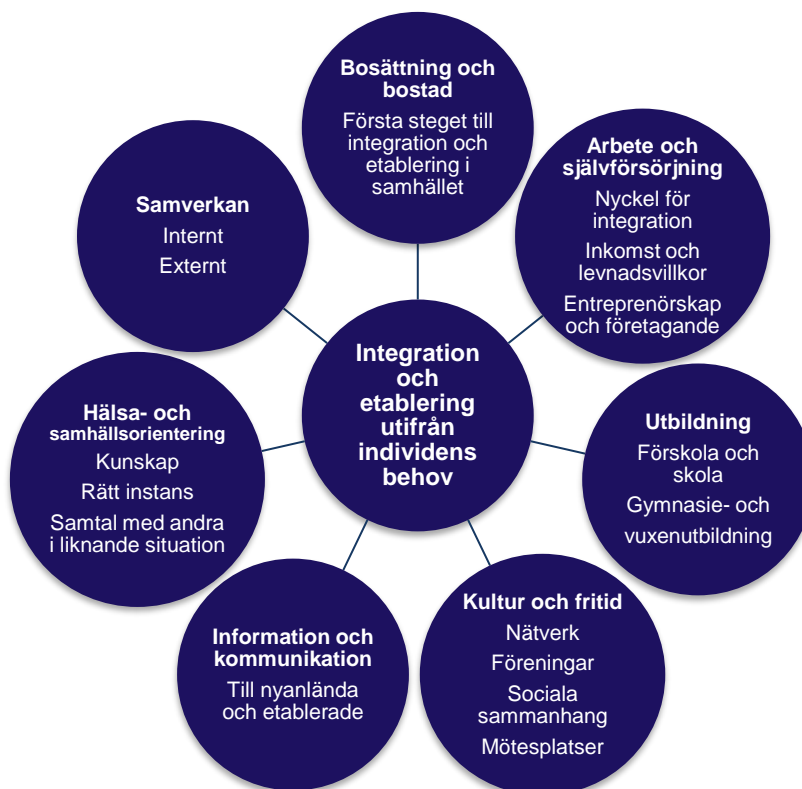 Bosättning och
bostad
Första steget till
integration och
etablering i
samhället
Arbete och
självförsörjning
Nyckel för
integration
Inkomst och
levnadsvillkor
Entreprenörskap
och företagande
Utbildning
Förskola och
skola
Gymnasie- och
vuxenutbildning
Kultur och fritid
Nätverk
Föreningar
Sociala
sammanhang
Mötesplatser
Information och
kommunikation
Till nyanlända
och etablerade
Hälsa- och
samhällsorientering
Kunskap
Rätt instans
Samtal med andra
i liknande situation
Samverkan
Internt
Externt
Integration
och
etablering
utifrån
individens
behov